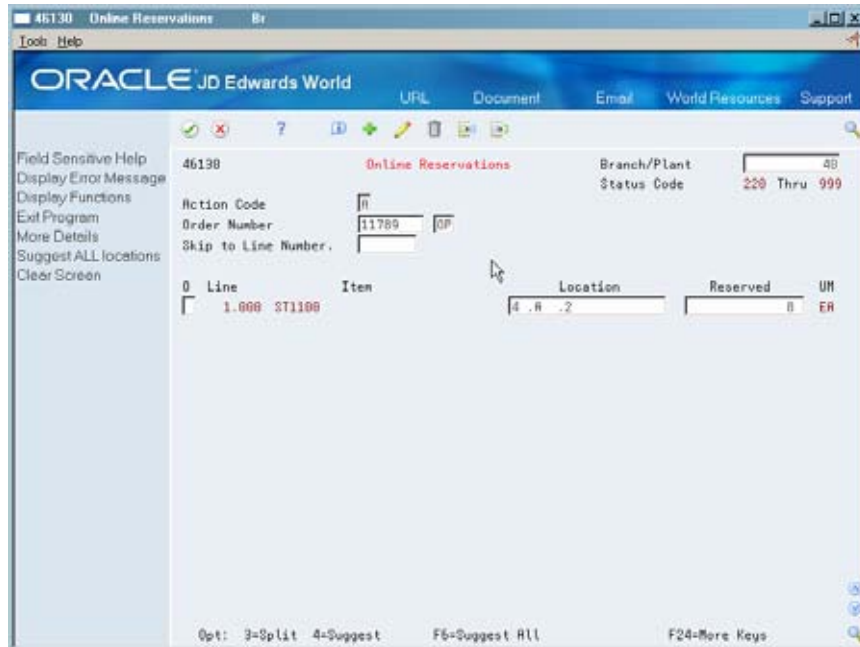 46130 Online Reservations Br
Tools Help
ORACLE JD Edwards World
URL Document Email World Resources Support
Field Sensitive Help
Display Error Message
Display Functions
Exit Program
More Details
Suggest ALL locations
Clear Screen
46130 Online Reservations Branch/Plant 40
Status Code 220 Thru 999
Action Code A
Order Number 11789 OP
Skip to Line Number.
O Line Item Location Reserved UM
1.000 ST1100 4 .A .2 8 EA
Opt: 3=Split 4=Suggest F6=Suggest All F24=More Keys